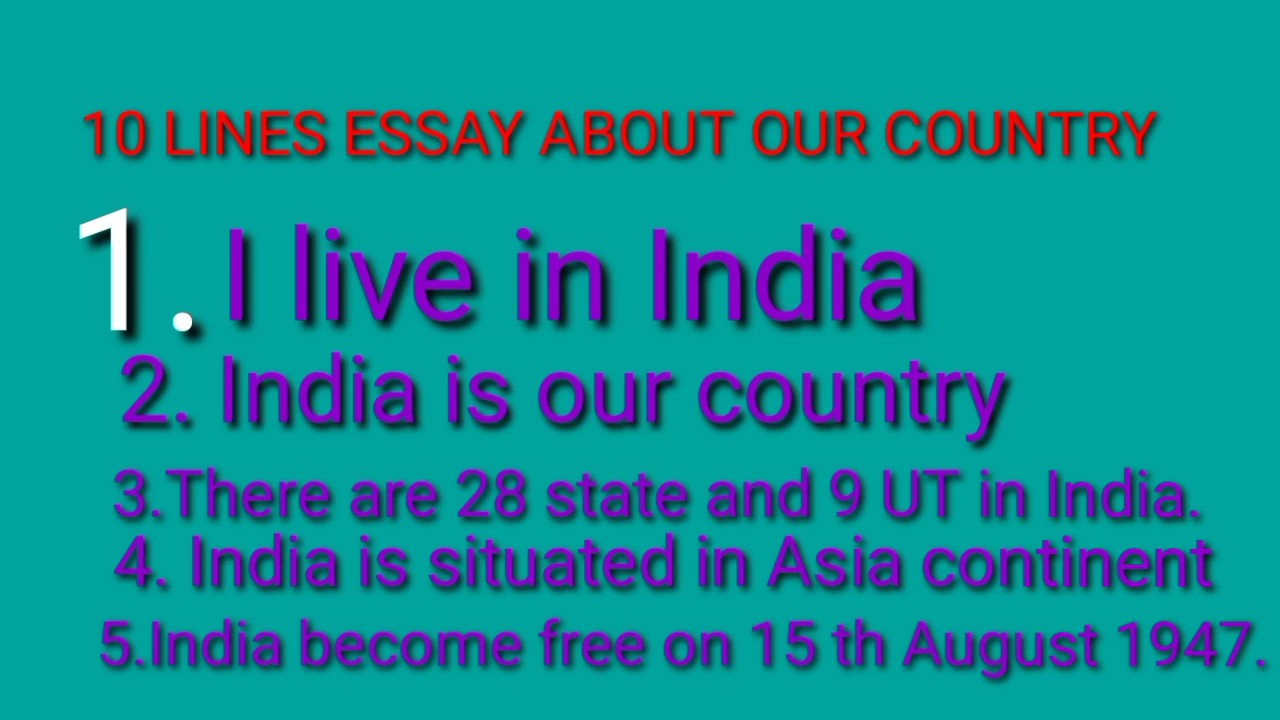 10 LINES ESSAY ABOUT OUR COUNTRY
1. I live in India
2. India is our country
3.There are 28 state and 9 UT in India.
4. India is situated in Asia continent
5.India become free on 15 th August 1947.